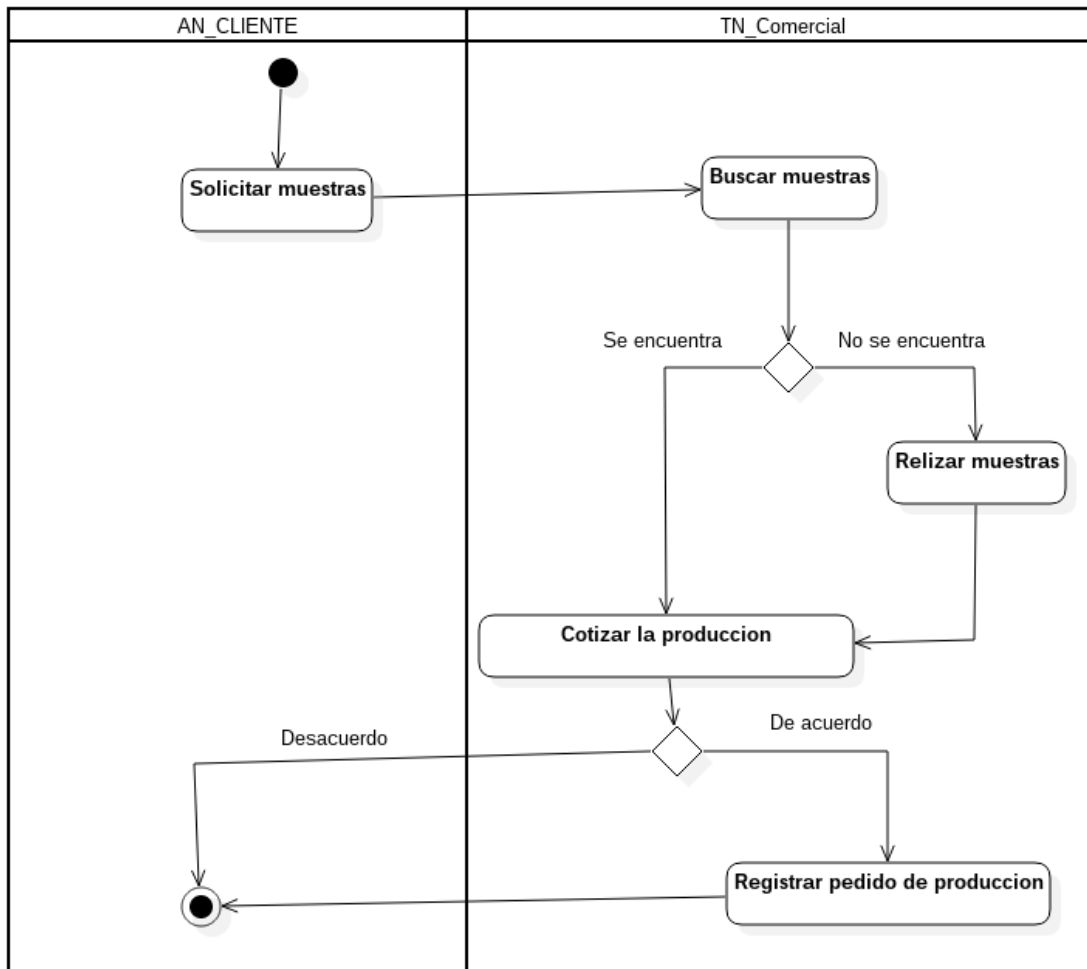 AN_CLIENTE
TN_Comercial
Solicitar muestras
Buscar muestras
Se encuentra
No se encuentra
Relizar muestras
Cotizar la produccion
De acuerdo
Desacuerdo
Registrar pedido de produccion